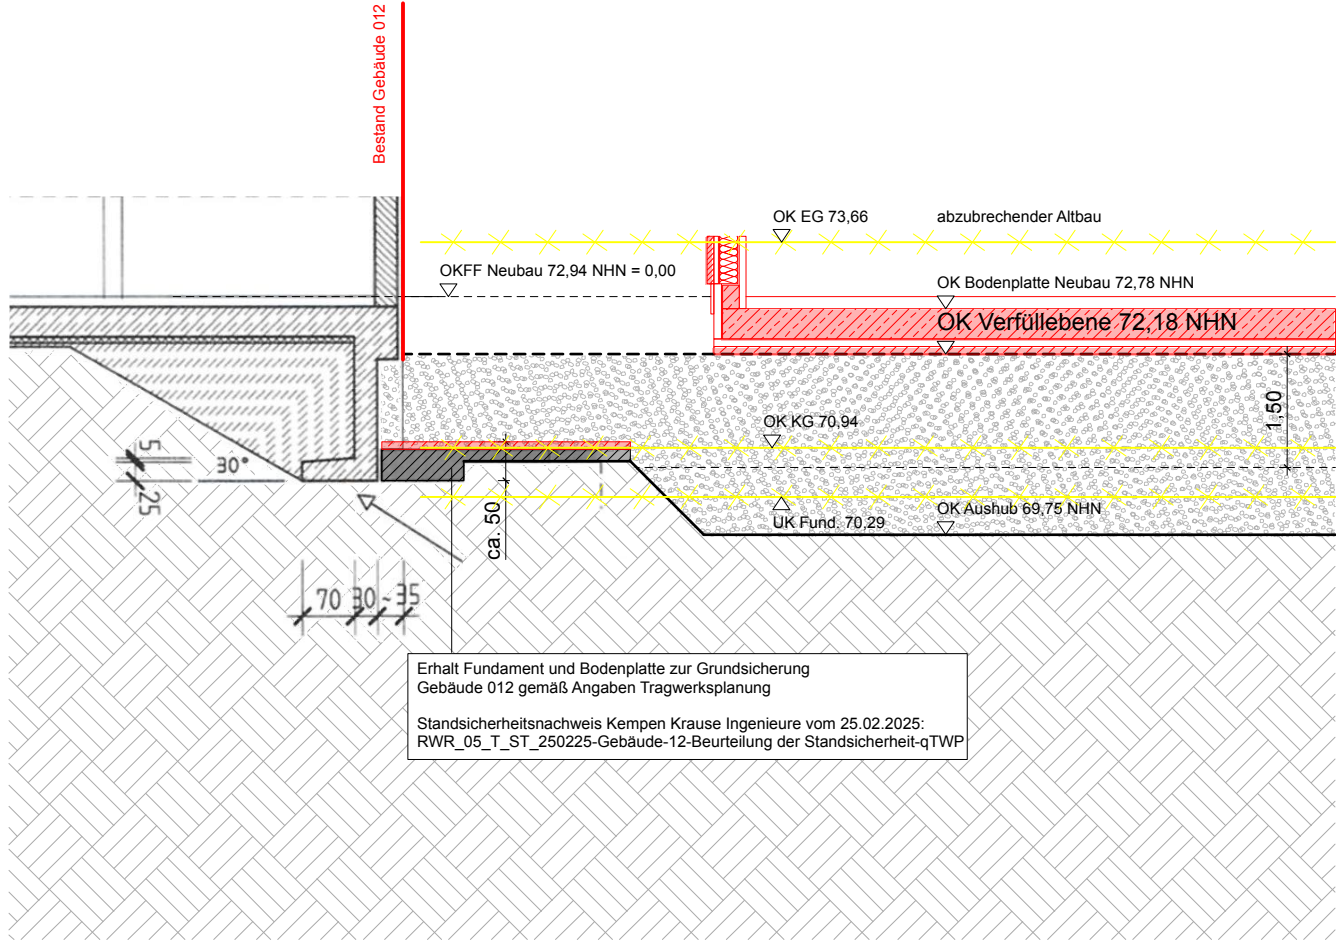 Bestand Gebäude 012
OK EG 73,66
abzubrechender Altbau
OKFF Neubau 72,94 NHN = 0,00
OK Bodenplatte Neubau 72,78 NHN
OK Verfüllebene 72,18 NHN
1,50
OK KG 70,94
5
30°
25
ca. 50
UK Fund. 70,29
OK Aushub 69,75 NHN
70 30 ~35
Erhalt Fundament und Bodenplatte zur Grundsicherung
Gebäude 012 gemäß Angaben Tragwerksplanung
Standsicherheitsnachweis Kempen Krause Ingenieure vom 25.02.2025:
RWR_05_T_ST_250225-Gebäude-12-Beurteilung der Standsicherheit-qTWP